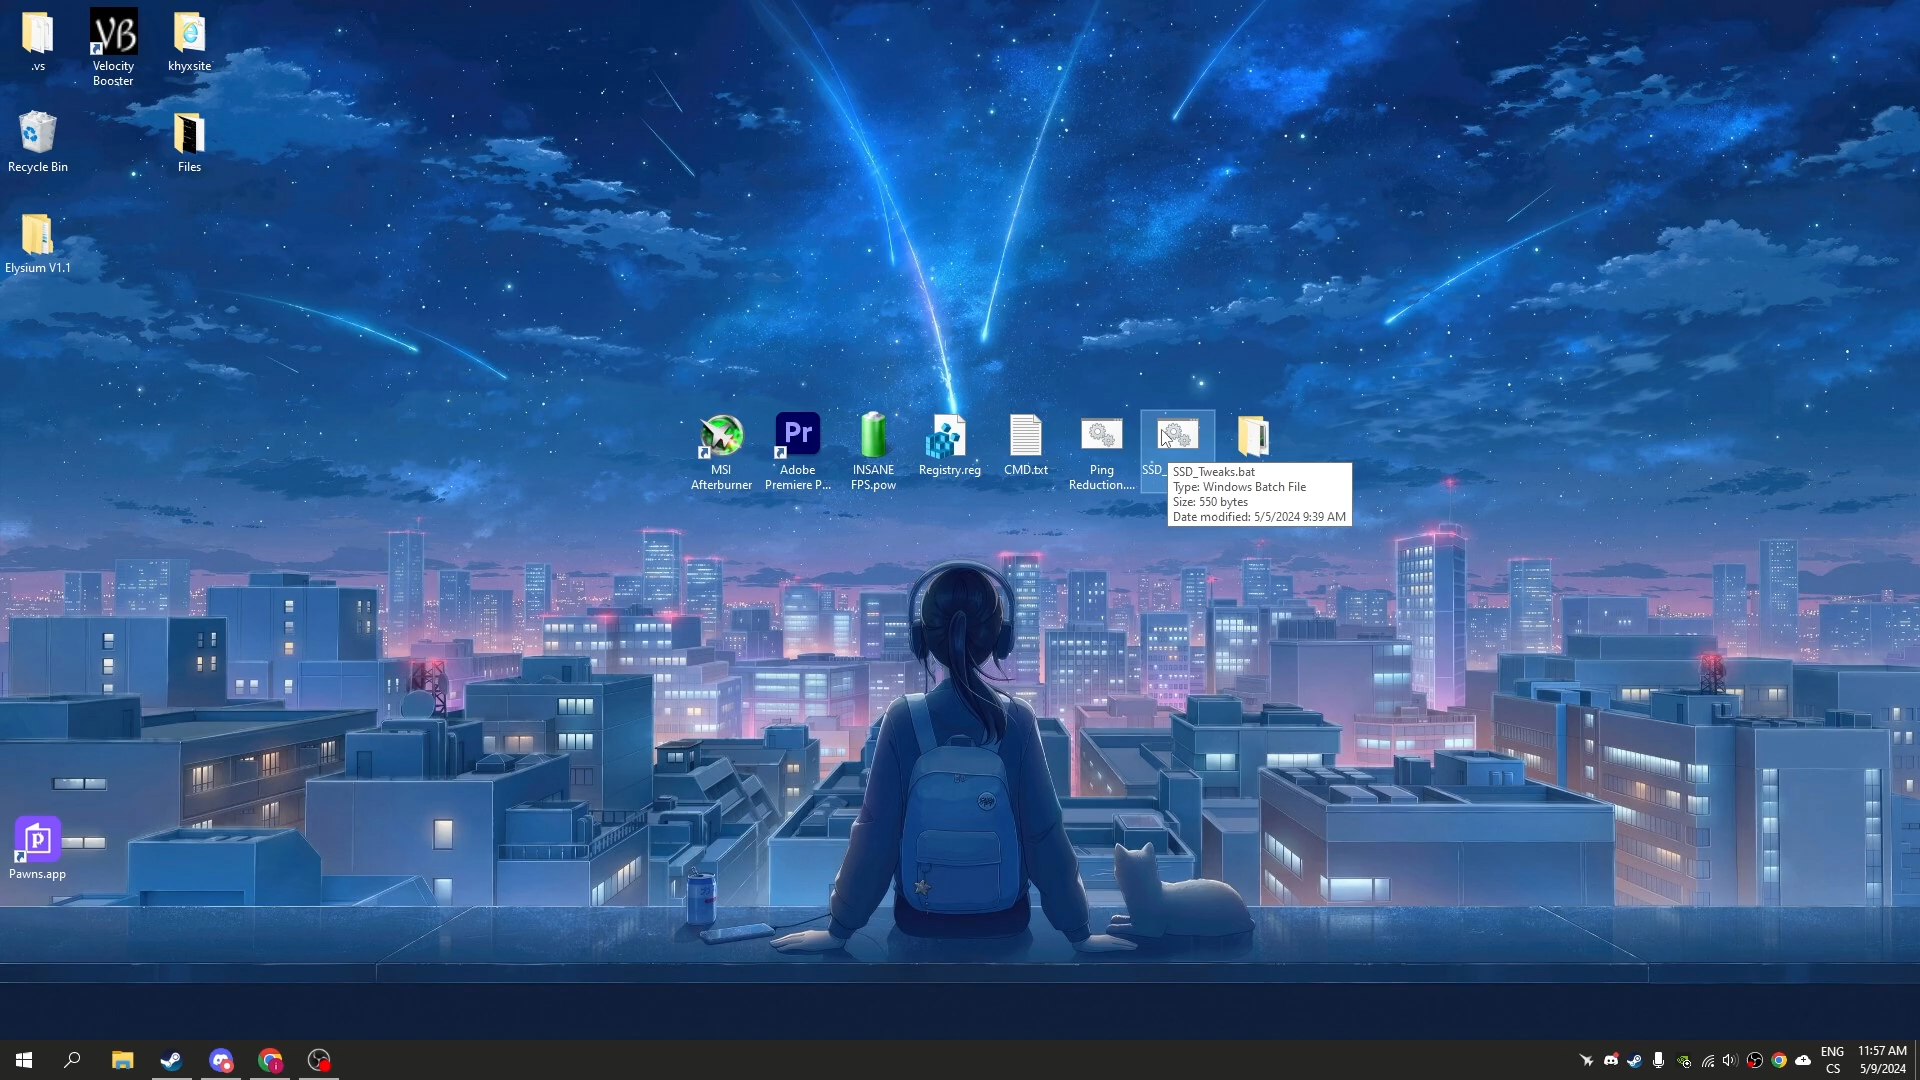 .vs
VB
Velocity
Booster
khyxsite
Recycle Bin
Files
Elysium V1.1
MSI
Afterburner
Pr
Adobe
Premiere P...
INSANE
FPS.pow
Registry.reg
CMD.txt
Ping
Reduction....
SSD_
SSD_Tweaks.bat
Type: Windows Batch File
Size: 550 bytes
Date modified: 5/5/2024 9:39 AM
Pawns.app
ENG
CS
11:57 AM
5/9/2024